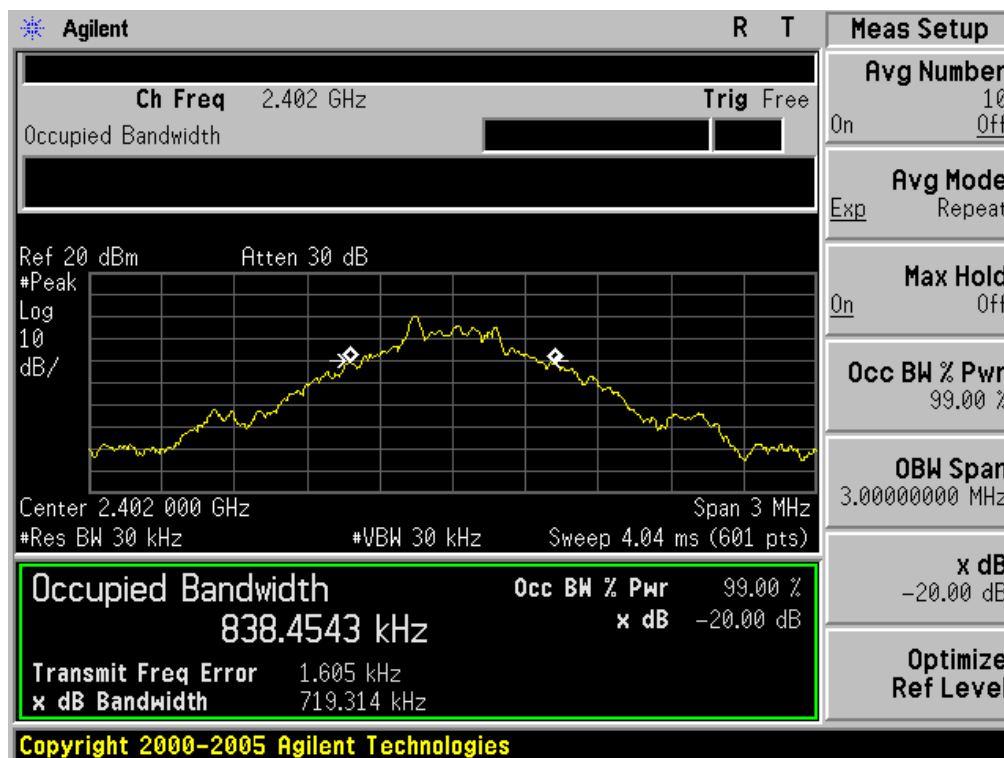 Agilent R T
Ch Freq 2.402 GHz Trig Free
Occupied Bandwidth
Ref 20 dBm Atten 30 dB
#Peak
Log
10
dB/
Center 2.402 000 GHz Span 3 MHz
#Res BW 30 kHz #VBW 30 kHz Sweep 4.04 ms (601 pts)
Occupied Bandwidth Occ BW % Pwr 99.00 %
838.4543 kHz x dB -20.00 dB
Transmit Freq Error 1.605 kHz
x dB Bandwidth 719.314 kHz
Copyright 2000-2005 Agilent Technologies
Meas Setup
Avg Number
10
On Off
Avg Mode
Exp Repeat
Max Hold
On Off
Occ BW % Pwr
99.00 %
OBW Span
3.00000000 MHz
x dB
-20.00 dB
Optimize
Ref Level